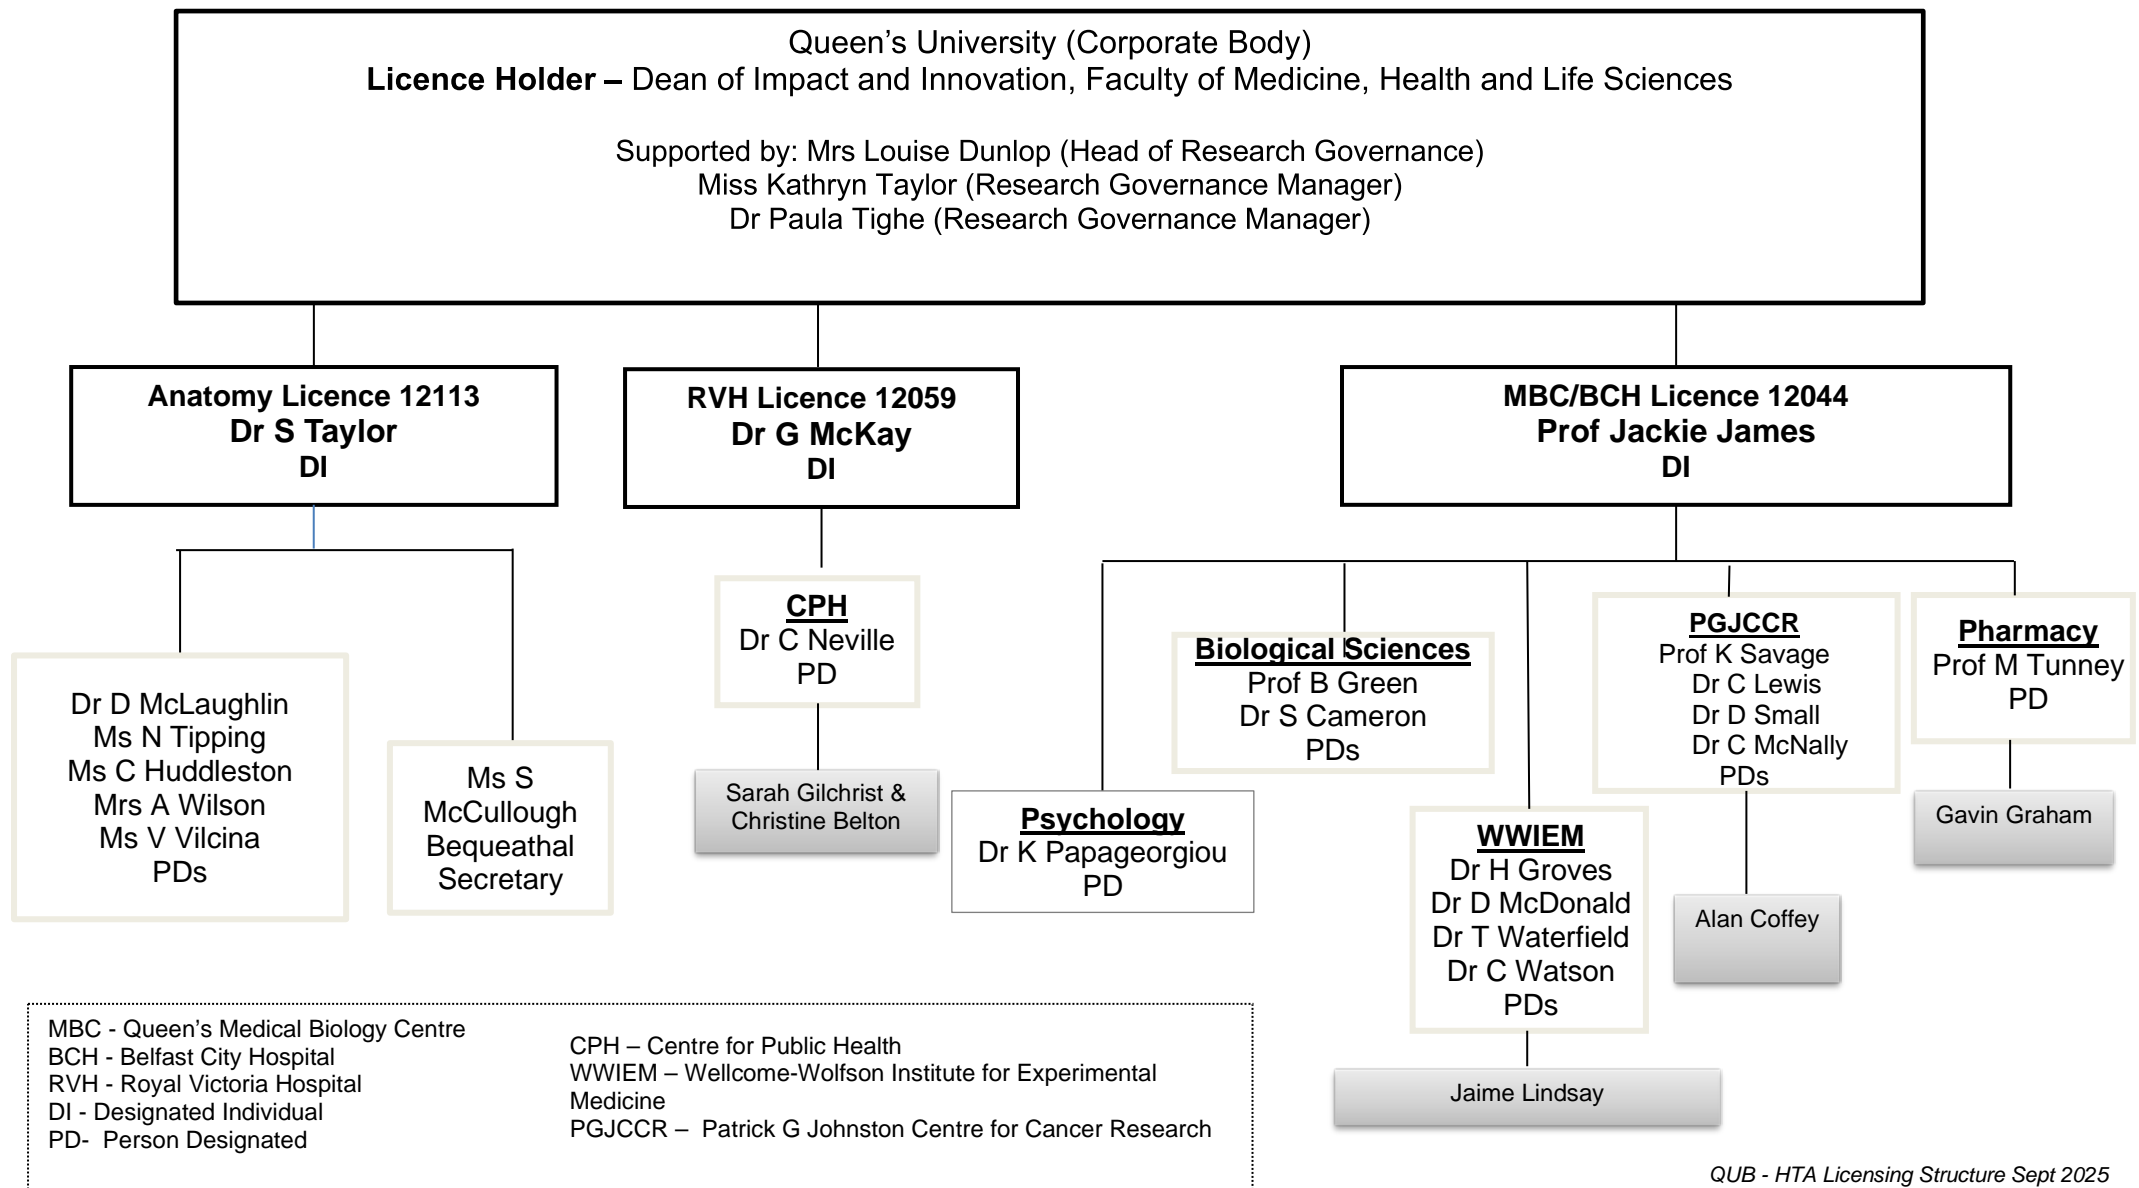 Queen’s University (Corporate Body)
Licence Holder – Dean of Impact and Innovation, Faculty of Medicine, Health and Life Sciences
Supported by: Mrs Louise Dunlop (Head of Research Governance)
Miss Kathryn Taylor (Research Governance Manager)
Dr Paula Tighe (Research Governance Manager)
Anatomy Licence 12113
Dr S Taylor
DI
RVH Licence 12059
Dr G McKay
DI
MBC/BCH Licence 12044
Prof Jackie James
DI
Dr D McLaughlin
Ms N Tipping
Ms C Huddleston
Mrs A Wilson
Ms V Vilcina
PDs
Ms S
McCullough
Bequeathal
Secretary
CPH
Dr C Neville
PD
Sarah Gilchrist &
Christine Belton
Psychology
Dr K Papageorgiou
PD
Biological Sciences
Prof B Green
Dr S Cameron
PDs
WWIEM
Dr H Groves
Dr D McDonald
Dr T Waterfield
Dr C Watson
PDs
Jaime Lindsay
PGJCCR
Prof K Savage
Dr C Lewis
Dr D Small
Dr C McNally
PDs
Alan Coffey
Pharmacy
Prof M Tunney
PD
Gavin Graham
MBC - Queen’s Medical Biology Centre
BCH - Belfast City Hospital
RVH - Royal Victoria Hospital
DI - Designated Individual
PD-  Person Designated
CPH – Centre for Public Health
WWIEM – Wellcome-Wolfson Institute for Experimental
Medicine
PGJCCR –  Patrick G Johnston Centre for Cancer Research
QUB - HTA Licensing Structure Sept 2025